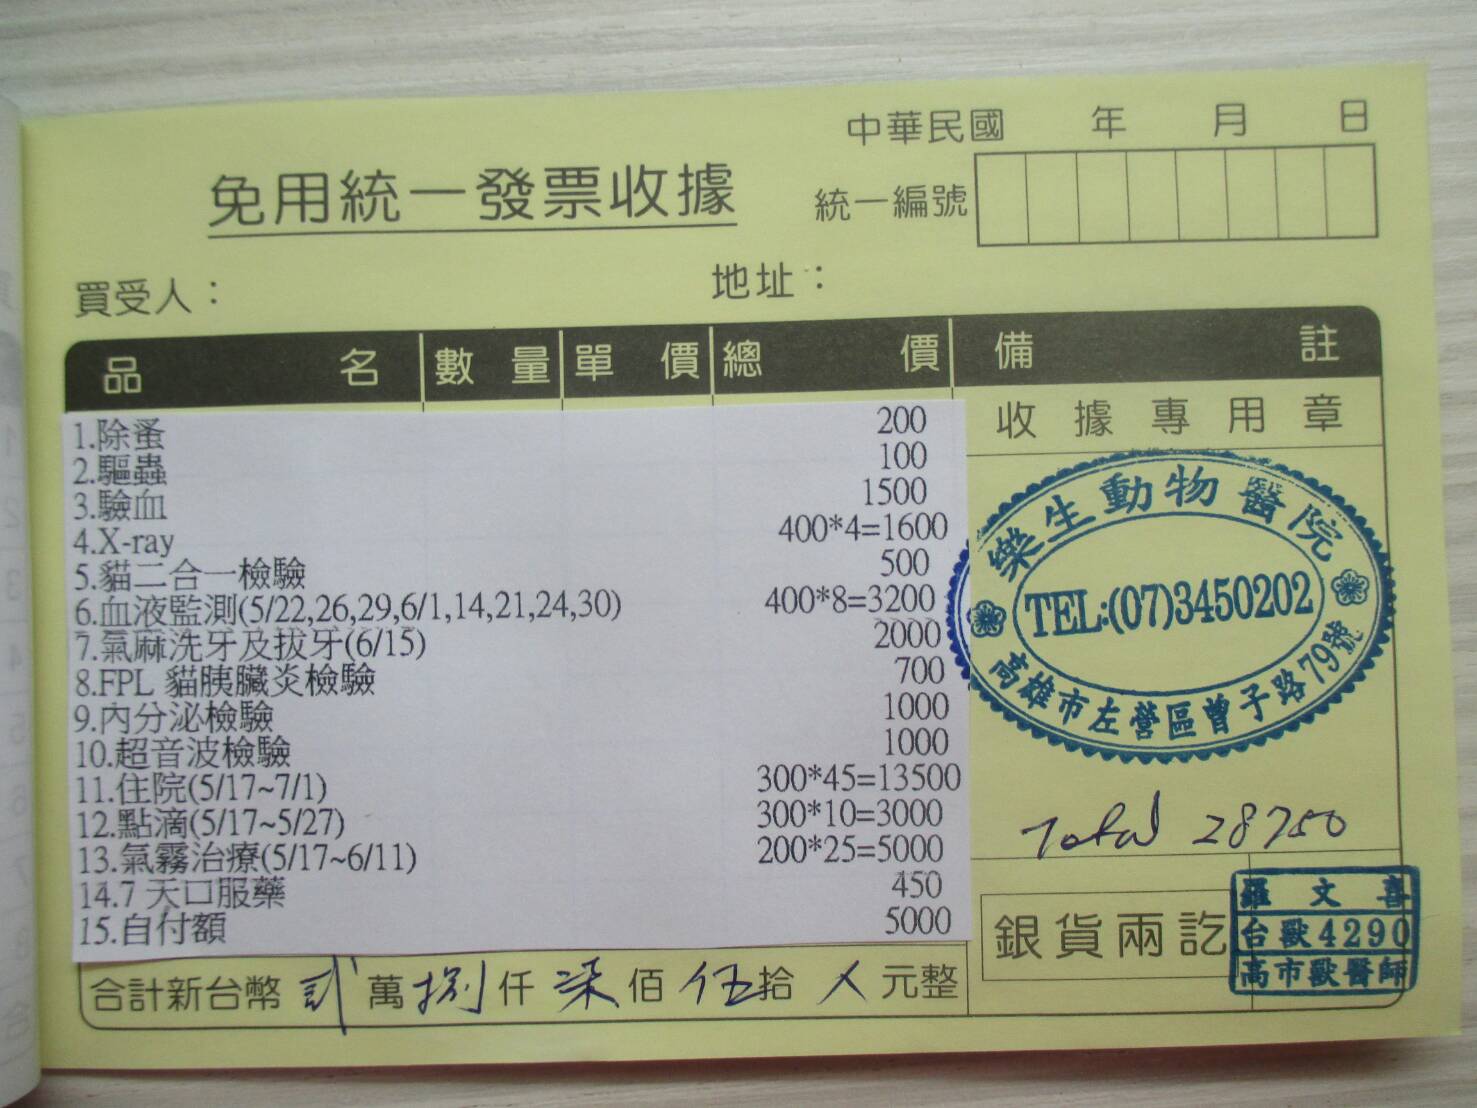 中華民國 年 月 日
免用統一發票收據
統一編號
買受人：
地址：
品名 數量 單價 總價 備註
收據專用章
1.除蚤 200
2.驅蟲 100
3.驗血 1500
4.X-ray 400*4=1600
5.貓二合一檢驗 500
6.血液監測(5/22,26,29,6/1,14,21,24,30) 400*8=3200
7.氣麻洗牙及拔牙(6/15) 2000
8.FPL 貓胰臟炎檢驗 700
9.內分泌檢驗 1000
10.超音波檢驗 1000
11.住院(5/17~7/1) 300*45=13500
12.點滴(5/17~5/27) 300*10=3000
13.氣霧治療(5/17~6/11) 200*25=5000
14.7 天口服藥 450
15.自付額 5000
樂生動物醫院
TEL:(07)3450202
高雄市左營區曾子路79號
Total 28750
銀貨兩訖
羅文喜
台獸4290
高市獸醫師
合計新台幣 貳萬捌仟柒佰伍拾 元整